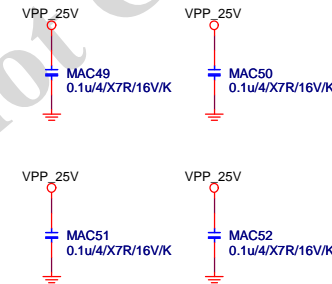 VPP_25V VPP_25V
MAC49 MAC50
0.1u/4/X7R/16V/K 0.1u/4/X7R/16V/K
VPP_25V VPP_25V
MAC51 MAC52
0.1u/4/X7R/16V/K 0.1u/4/X7R/16V/K